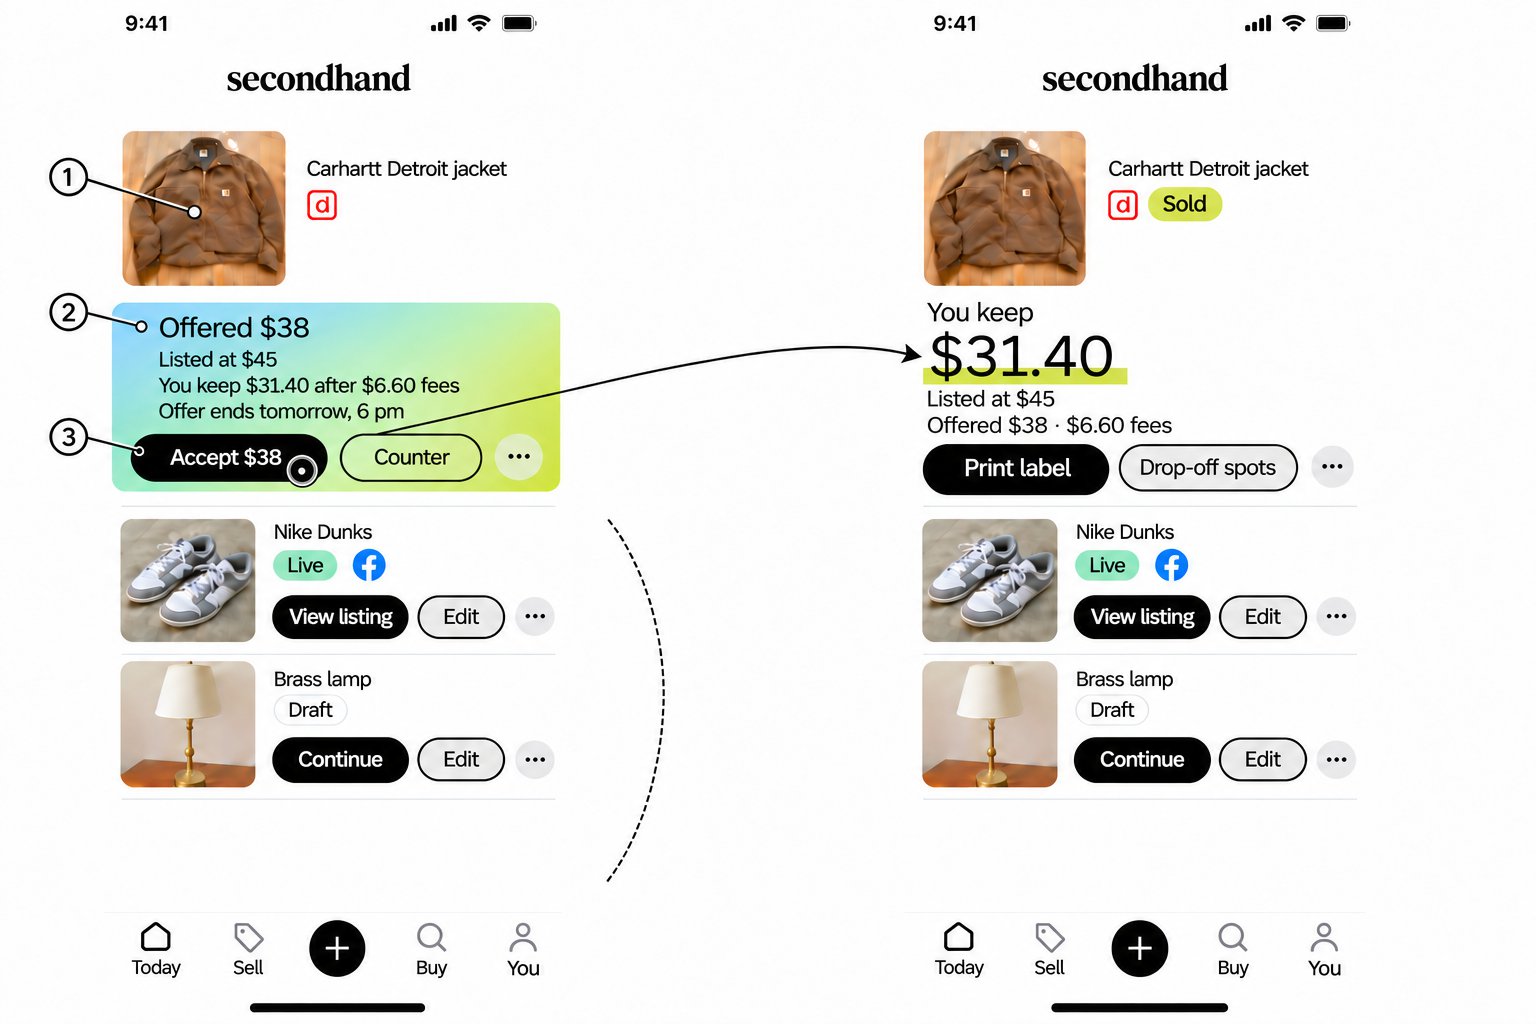 9:41
secondhand
1
Carhartt Detroit jacket
d
2
Offered $38
Listed at $45
You keep $31.40 after $6.60 fees
Offer ends tomorrow, 6 pm
3
Accept $38
Counter
Nike Dunks
Live
View listing
Edit
Brass lamp
Draft
Continue
Edit
Today
Sell
Buy
You
9:41
secondhand
Carhartt Detroit jacket
d
Sold
You keep
$31.40
Listed at $45
Offered $38 · $6.60 fees
Print label
Drop-off spots
Nike Dunks
Live
View listing
Edit
Brass lamp
Draft
Continue
Edit
Today
Sell
Buy
You